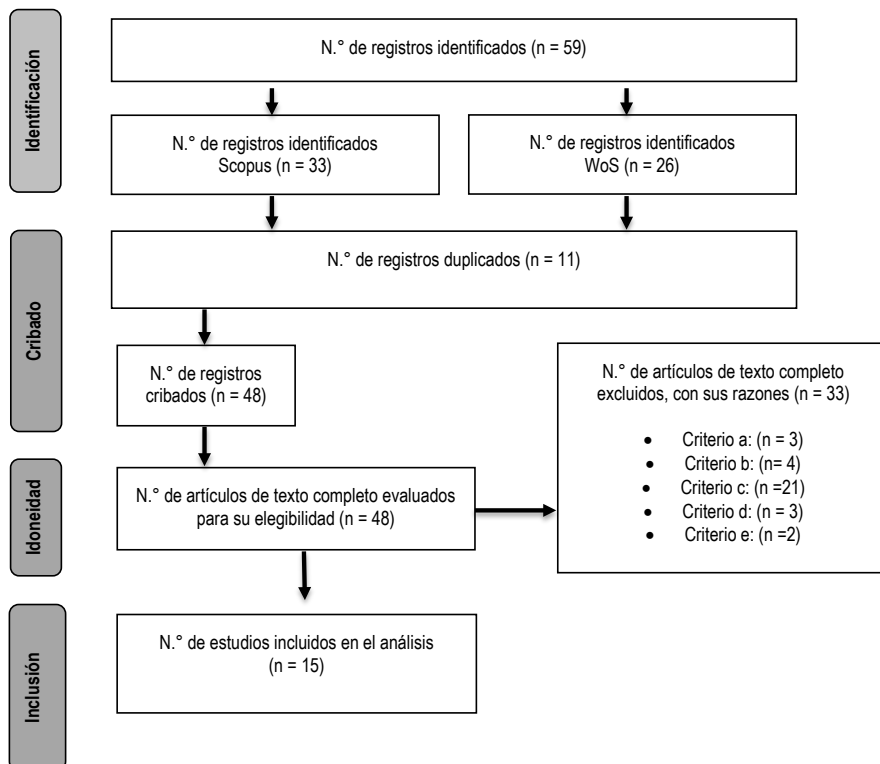 Identificación
N.° de registros identificados (n = 59)
N.° de registros identificados
Scopus (n = 33)
N.° de registros identificados
WoS (n = 26)
Cribado
N.° de registros duplicados (n = 11)
N.° de registros
cribados (n = 48)
N.° de artículos de texto completo
excluidos, con sus razones (n = 33)
• Criterio a: (n = 3)
• Criterio b: (n= 4)
• Criterio c: (n =21)
• Criterio d: (n = 3)
• Criterio e: (n =2)
Idoneidad
N.° de artículos de texto completo evaluados
para su elegibilidad (n = 48)
Inclusión
N.° de estudios incluidos en el análisis
(n = 15)